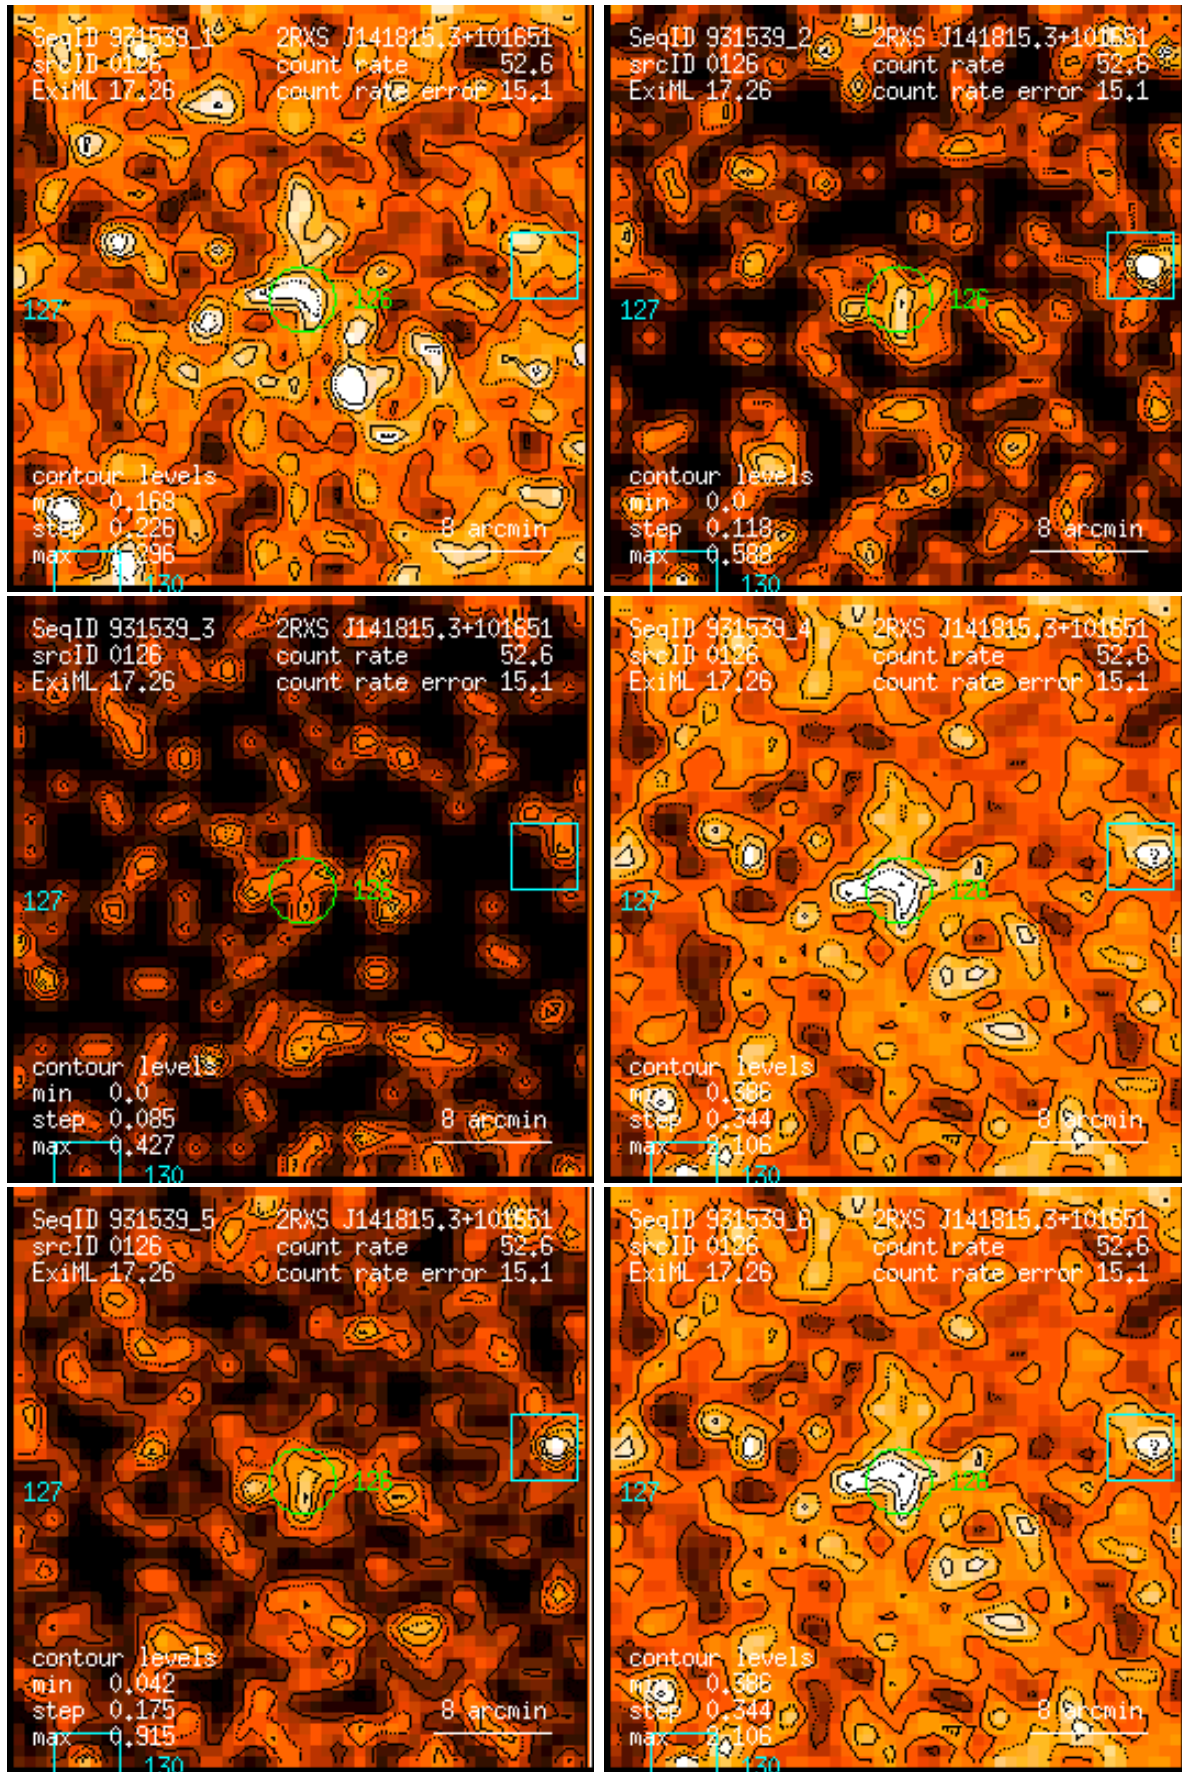 SeqID 931539_1 2RXS J141815.3+101651
srcID 0126 count rate 52.6
ExiML 17.26 count rate error 15.1
126
127
contour levels
min 0.168
step 0.226
8 arcmin
max
130
SeqID 931539_2 2RXS J141815.3+101651
srcID 0126 count rate 52.6
ExiML 17.26 count rate error 15.1
126
127
contour levels
min 0.0
step 0.118
8 arcmin
max 0.588
130
SeqID 931539_3 2RXS J141815.3+101651
srcID 0126 count rate 52.6
ExiML 17.26 count rate error 15.1
126
127
contour levels
min 0.0
step 0.085
8 arcmin
max 0.427
130
SeqID 931539_4 2RXS J141815.3+101651
srcID 0126 count rate 52.6
ExiML 17.26 count rate error 15.1
126
127
contour levels
min 0.386
step 0.344
8 arcmin
max 2.106
130
SeqID 931539_5 2RXS J141815.3+101651
srcID 0126 count rate 52.6
ExiML 17.26 count rate error 15.1
126
127
contour levels
min 0.042
step 0.175
8 arcmin
max 0.915
130
SeqID 931539_6 2RXS J141815.3+101651
srcID 0126 count rate 52.6
ExiML 17.26 count rate error 15.1
126
127
contour levels
min 0.386
step 0.344
8 arcmin
max 2.106
130